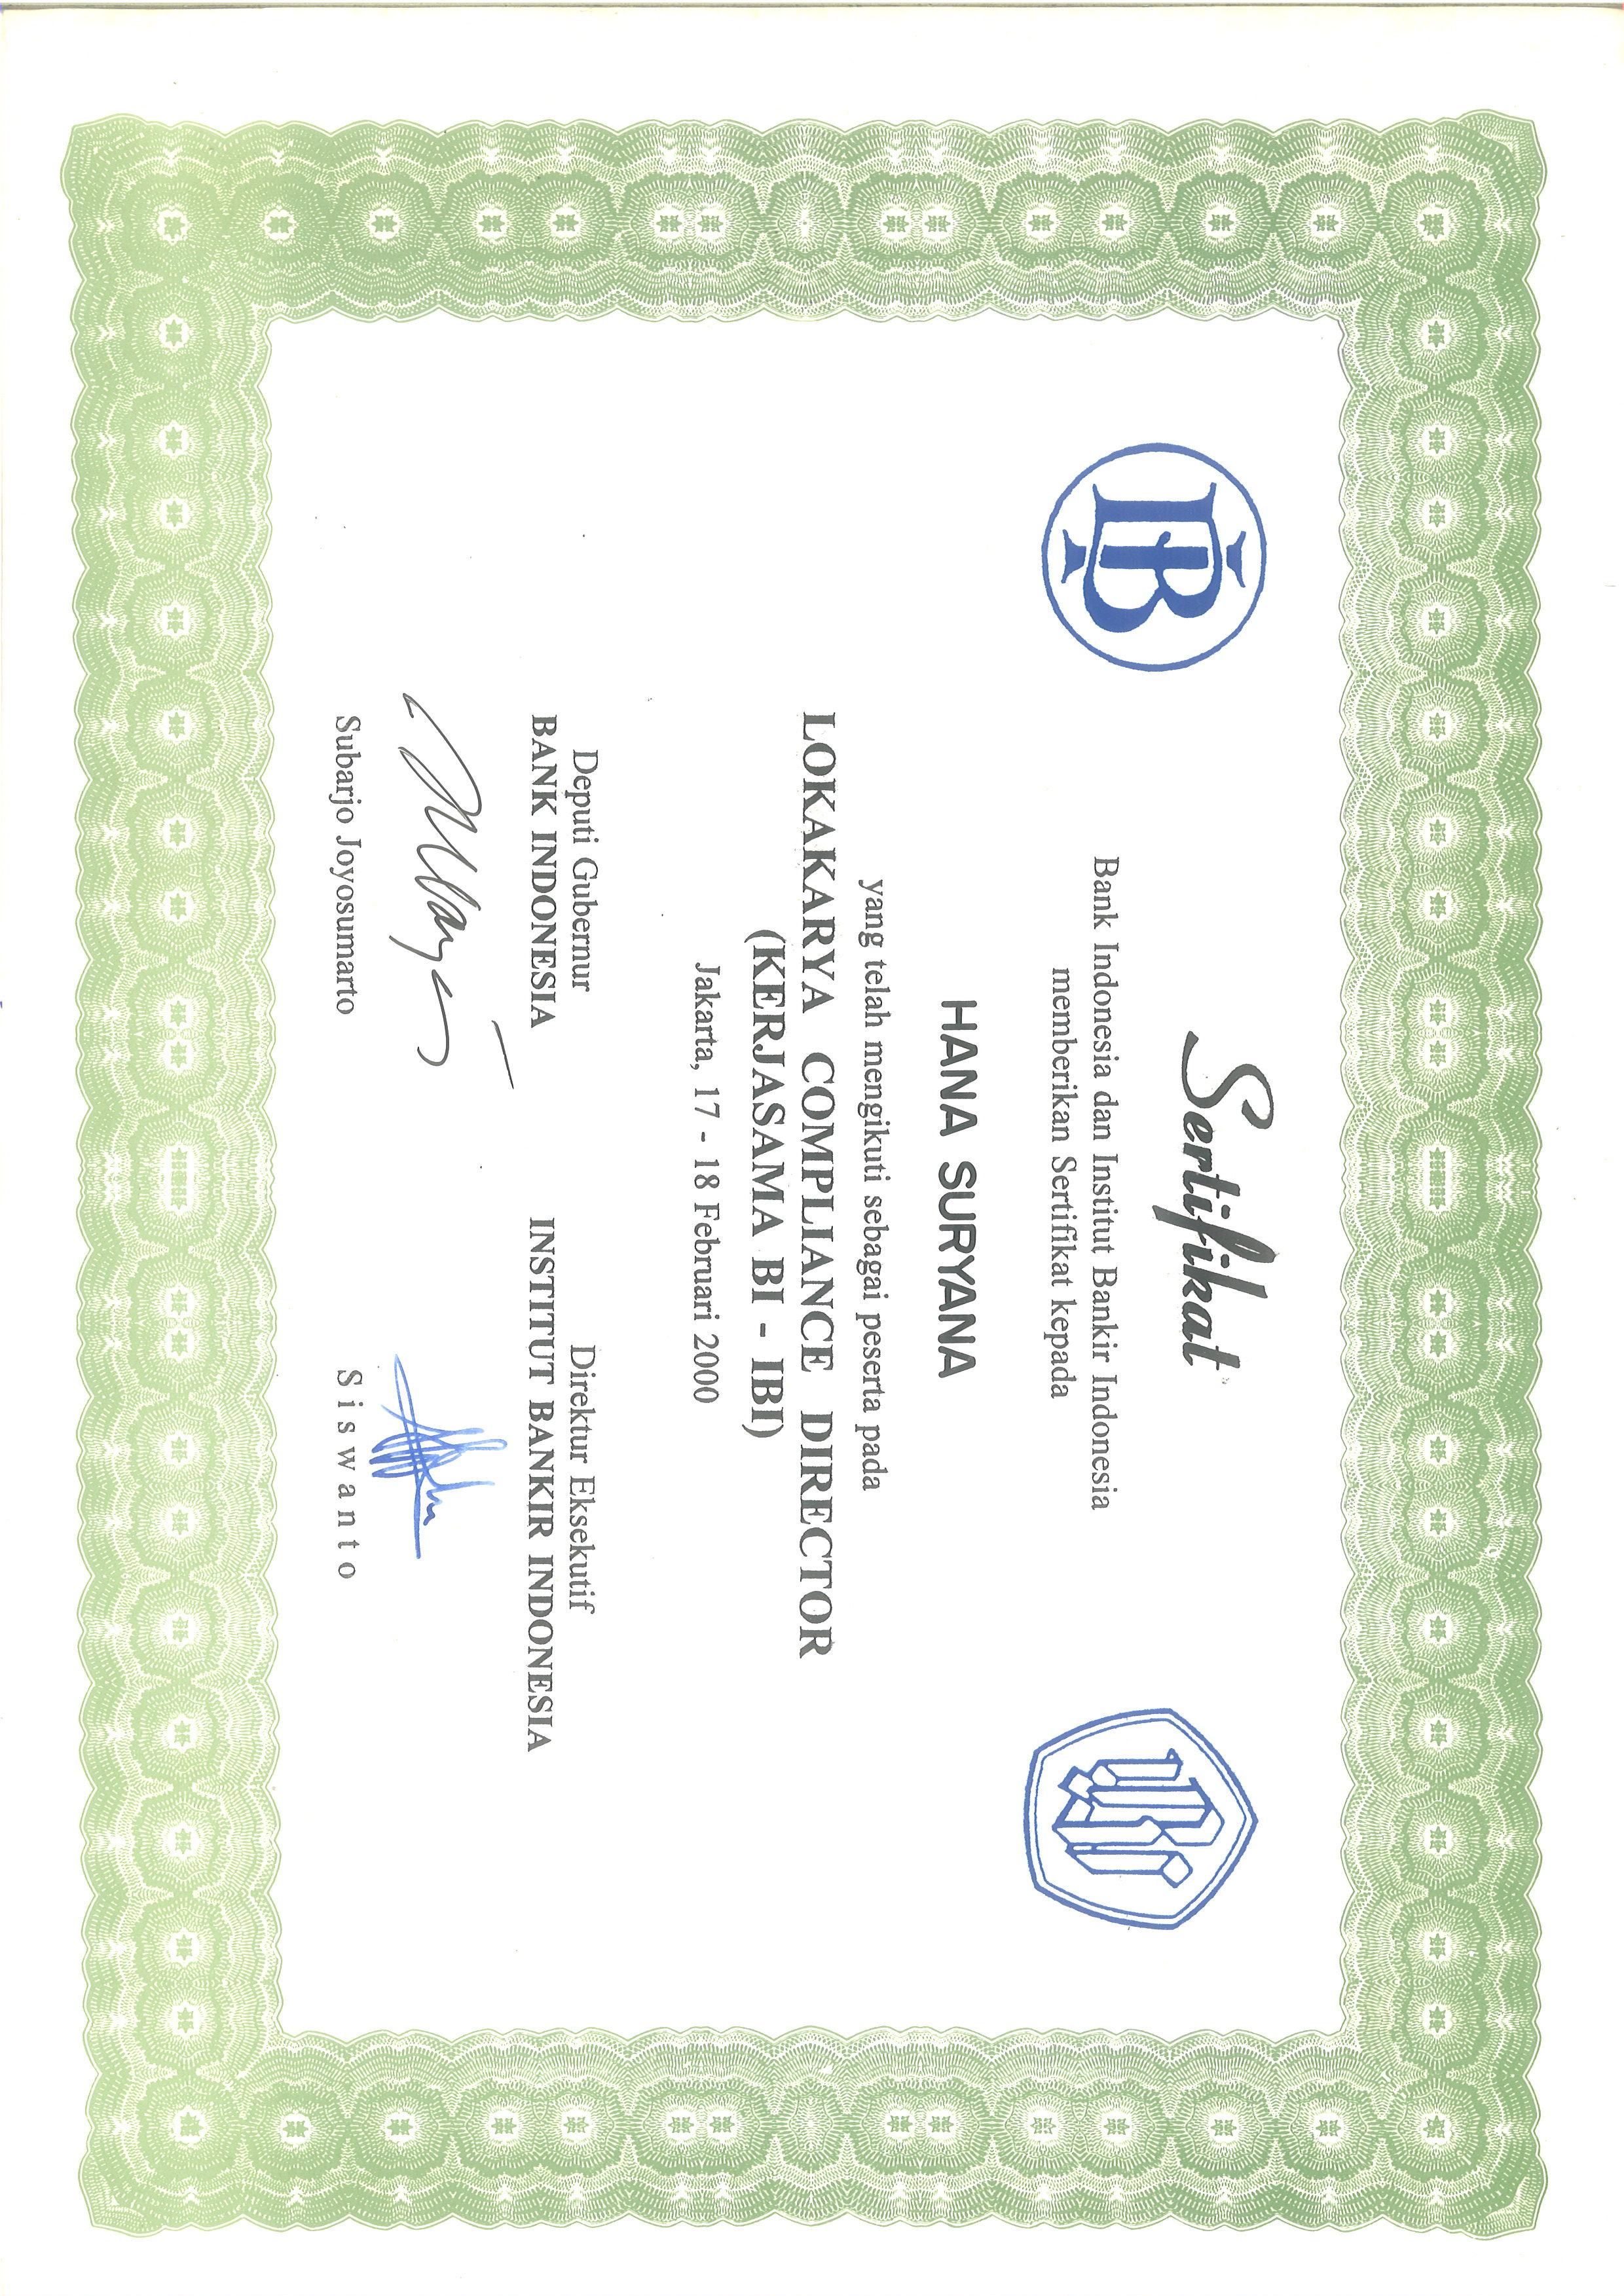 Sertifikat
Bank Indonesia dan Institut Bankir Indonesia
memberikan Sertifikat kepada
HANA SURYANA
yang telah mengikuti sebagai peserta pada
LOKAKARYA COMPLIANCE DIRECTOR
(KERJASAMA BI - IBI)
Jakarta, 17 - 18 Februari 2000
Deputi Gubernur
BANK INDONESIA
Subarjo Joyosumarto
Direktur Eksekutif
INSTITUT BANKIR INDONESIA
Siswanto